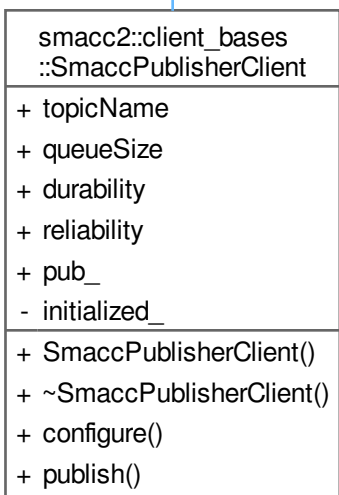 smacc2::client_bases
::SmaccPublisherClient
+ topicName
+ queueSize
+ durability
+ reliability
+ pub_
- initialized_
+ SmaccPublisherClient()
+ ~SmaccPublisherClient()
+ configure()
+ publish()